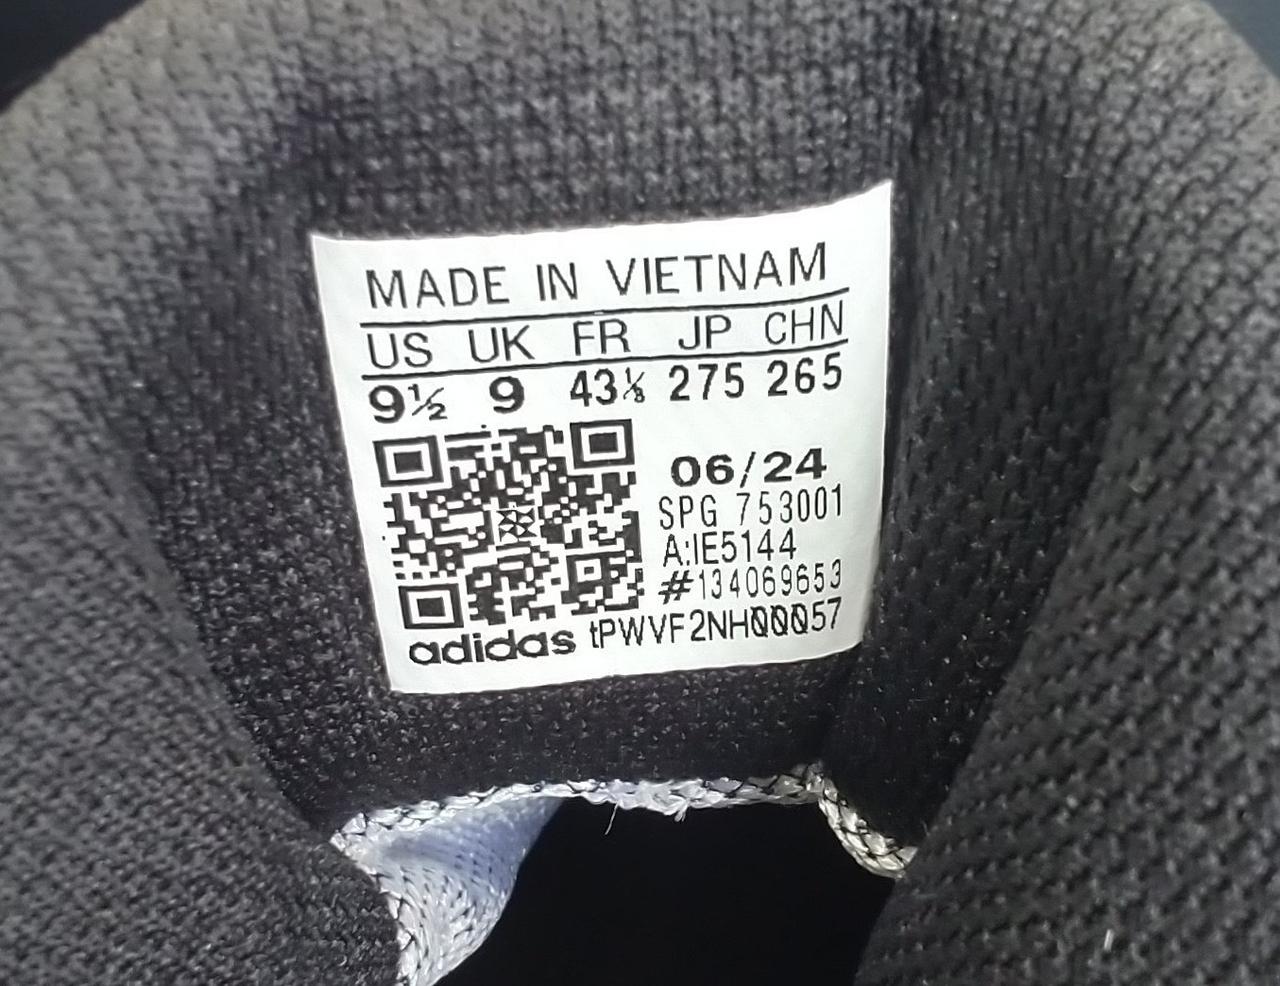 MADE IN VIETNAM
US UK FR JP CHN
9½ 9 43⅓ 275 265
06/24
SPG 753001
A:IE5144
#134069653
adidas tPWVF2NH00057